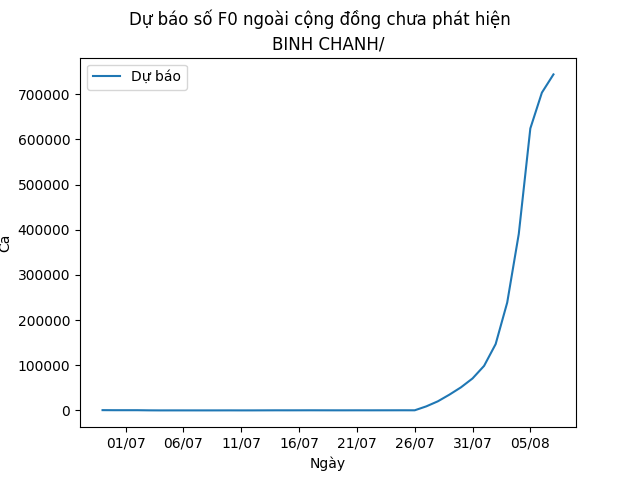 Dự báo số F0 ngoài cộng đồng chưa phát hiện
BINH CHANH/
Dự báo
700000
600000
500000
400000
300000
200000
100000
0
Ca
01/07 06/07 11/07 16/07 21/07 26/07 31/07 05/08
Ngày